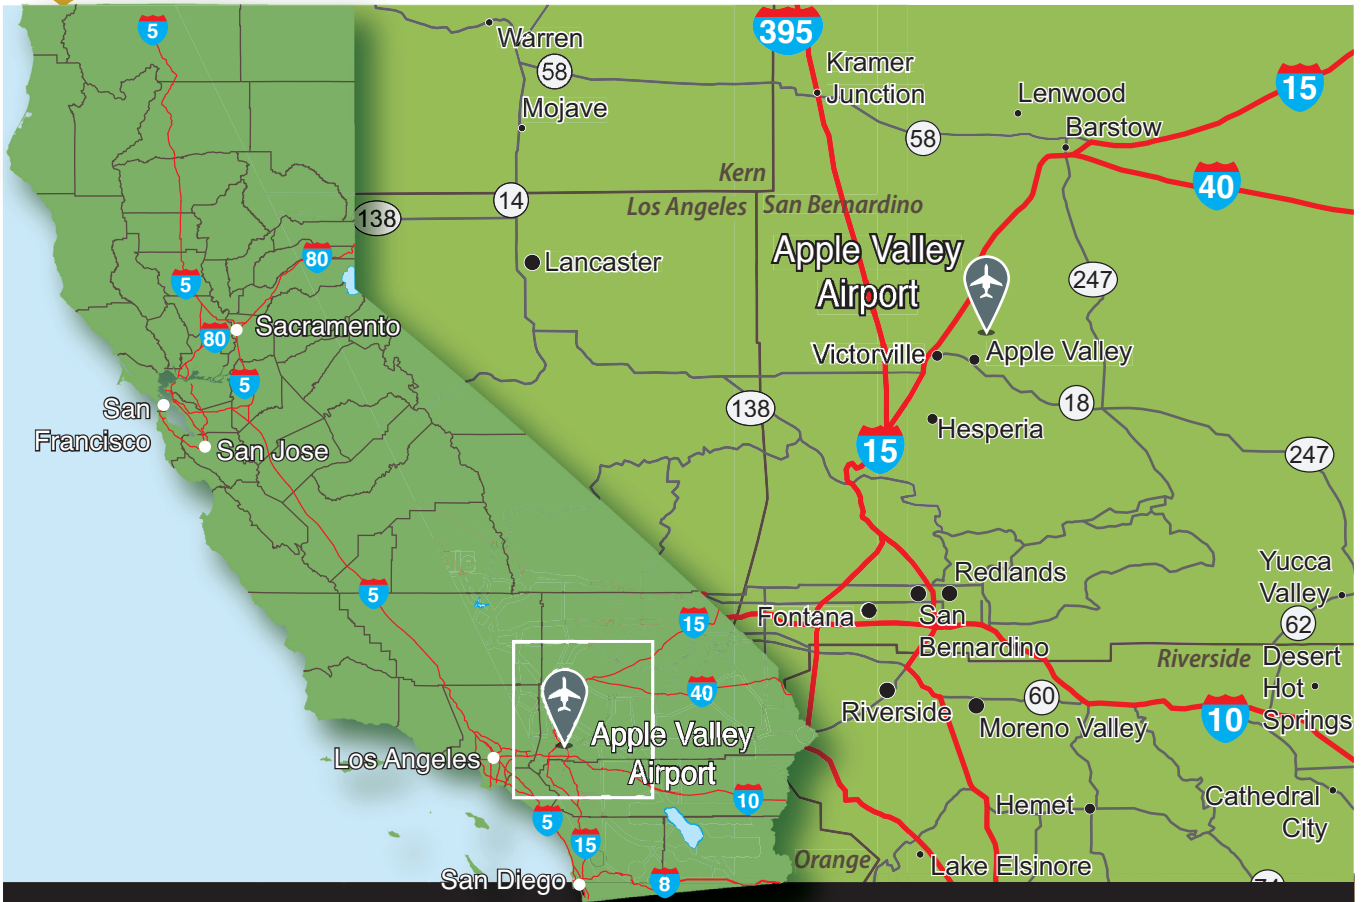 395
Warren
58
Kramer
Junction
15
Lenwood
Mojave
58
Barstow
5
Kern
40
14
138
Los Angeles
San Bernardino
Apple Valley
Airport
247
Lancaster
80
5
Sacramento
80
Victorville
Apple Valley
5
138
18
San
Francisco
San Jose
15
Hesperia
247
Redlands
Yucca
Valley
5
Fontana
San
Bernardino
62
15
Riverside
Desert
Hot
Springs
40
60
Riverside
Moreno Valley
10
Apple Valley
Airport
Los Angeles
10
Hemet
Cathedral
City
5
15
Orange
Lake Elsinore
San Diego
8